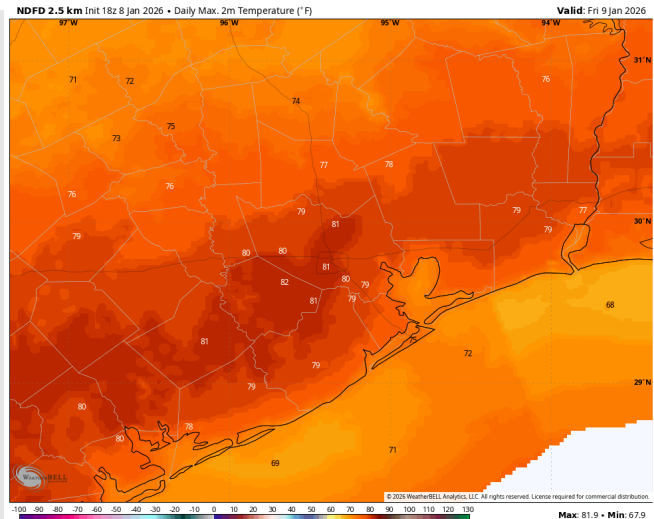 NDFD 2.5 km Init 18z 8 Jan 2026 • Daily Max. 2m Temperature (°F) Valid: Fri 9 Jan 2026
97°W 96°W 95°W 94°W
31°N
71 72 76
74
75
73
77 78
76 76
79 79 77
30°N
81
79 79
80 80
81
80 79
82
81 79
68
75
81
72
79
29°N
79
80
78
80
71
69
WeatherBELL
© 2026 WeatherBELL Analytics, LLC. All rights reserved. License required for commercial distribution.
-100 -90 -80 -70 -60 -50 -40 -30 -20 -10 0 10 20 30 40 50 60 70 80 90 100 110 120 130
Max: 81.9 • Min: 67.9